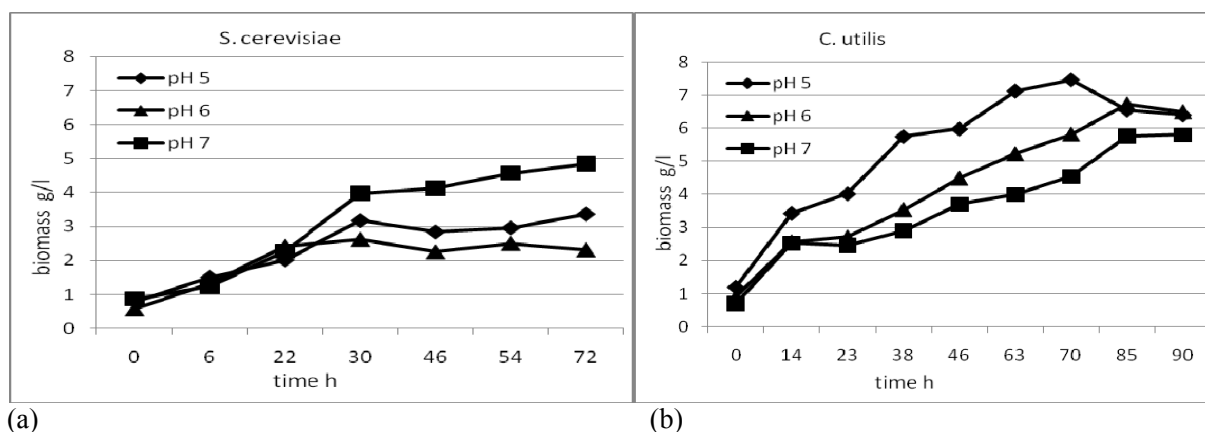 S. cerevisiae
8
7
6
5
4
3
2
1
0
biomass g/l
pH 5
pH 6
pH 7
0 6 22 30 46 54 72
time h
(a)
C. utilis
8
7
6
5
4
3
2
1
0
biomass g/l
pH 5
pH 6
pH 7
0 14 23 38 46 63 70 85 90
time h
(b)